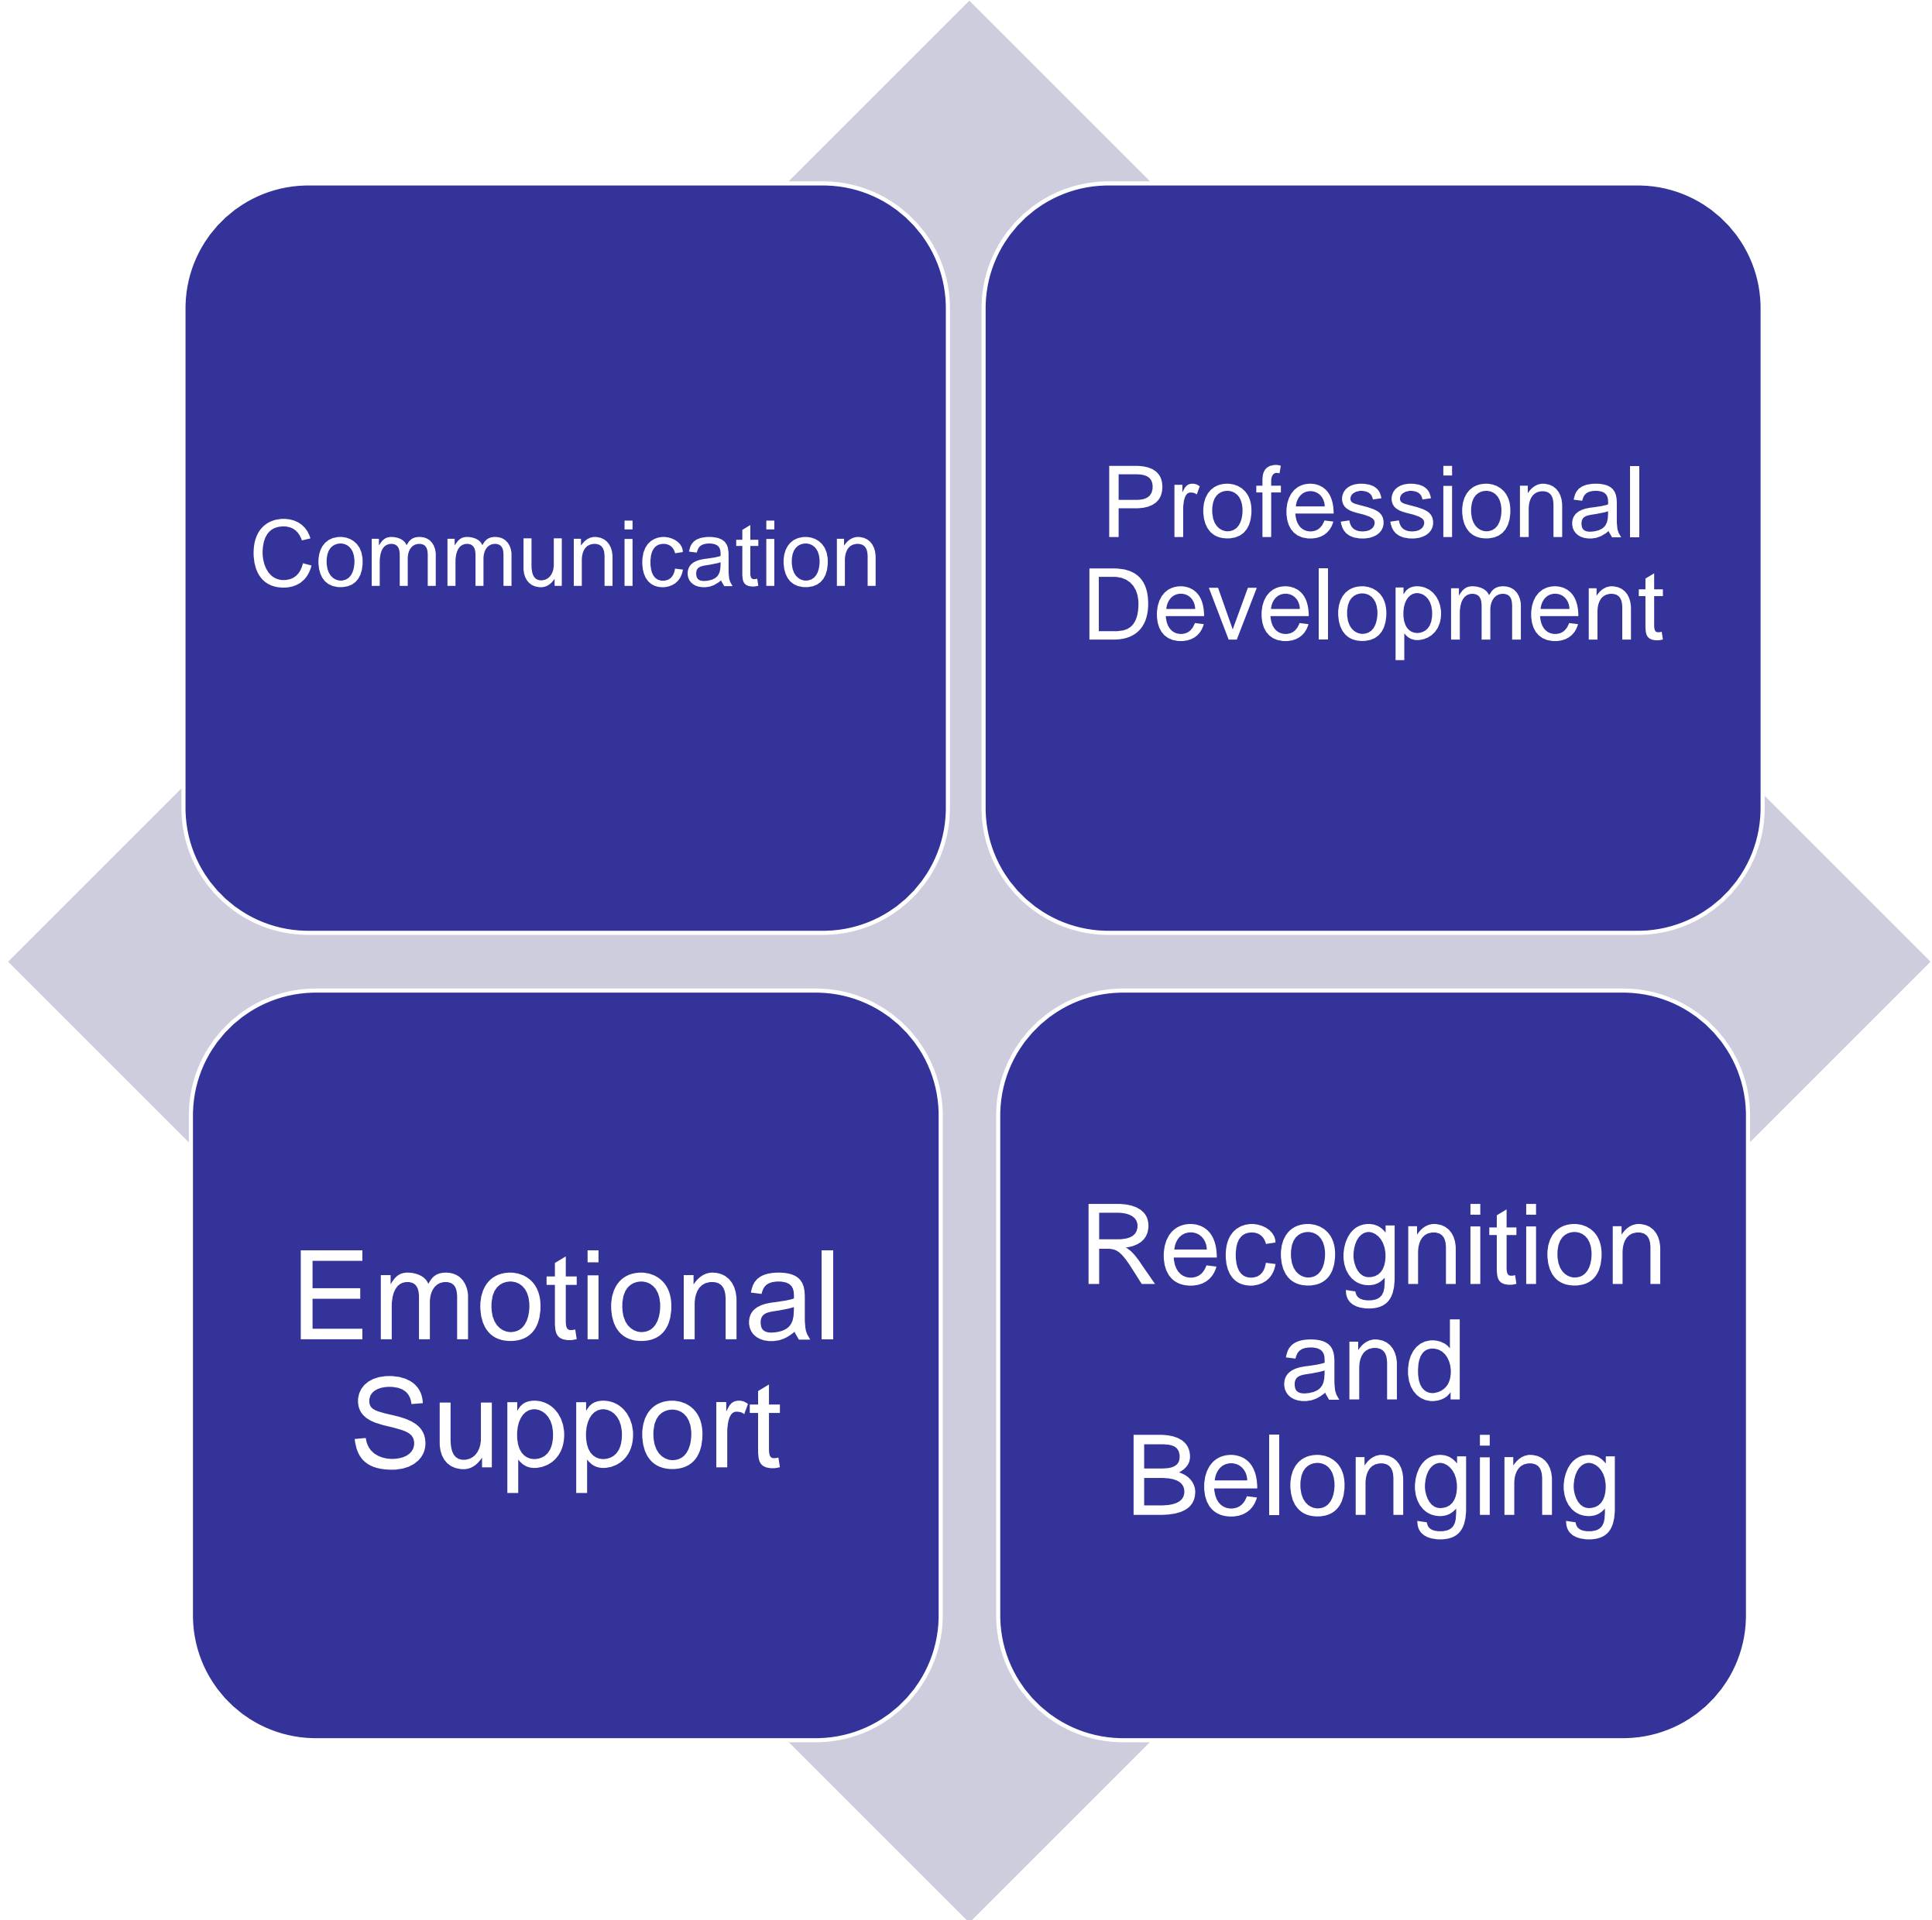 Communication
Professional
Development
Emotional
Support
Recognition
and
Belonging